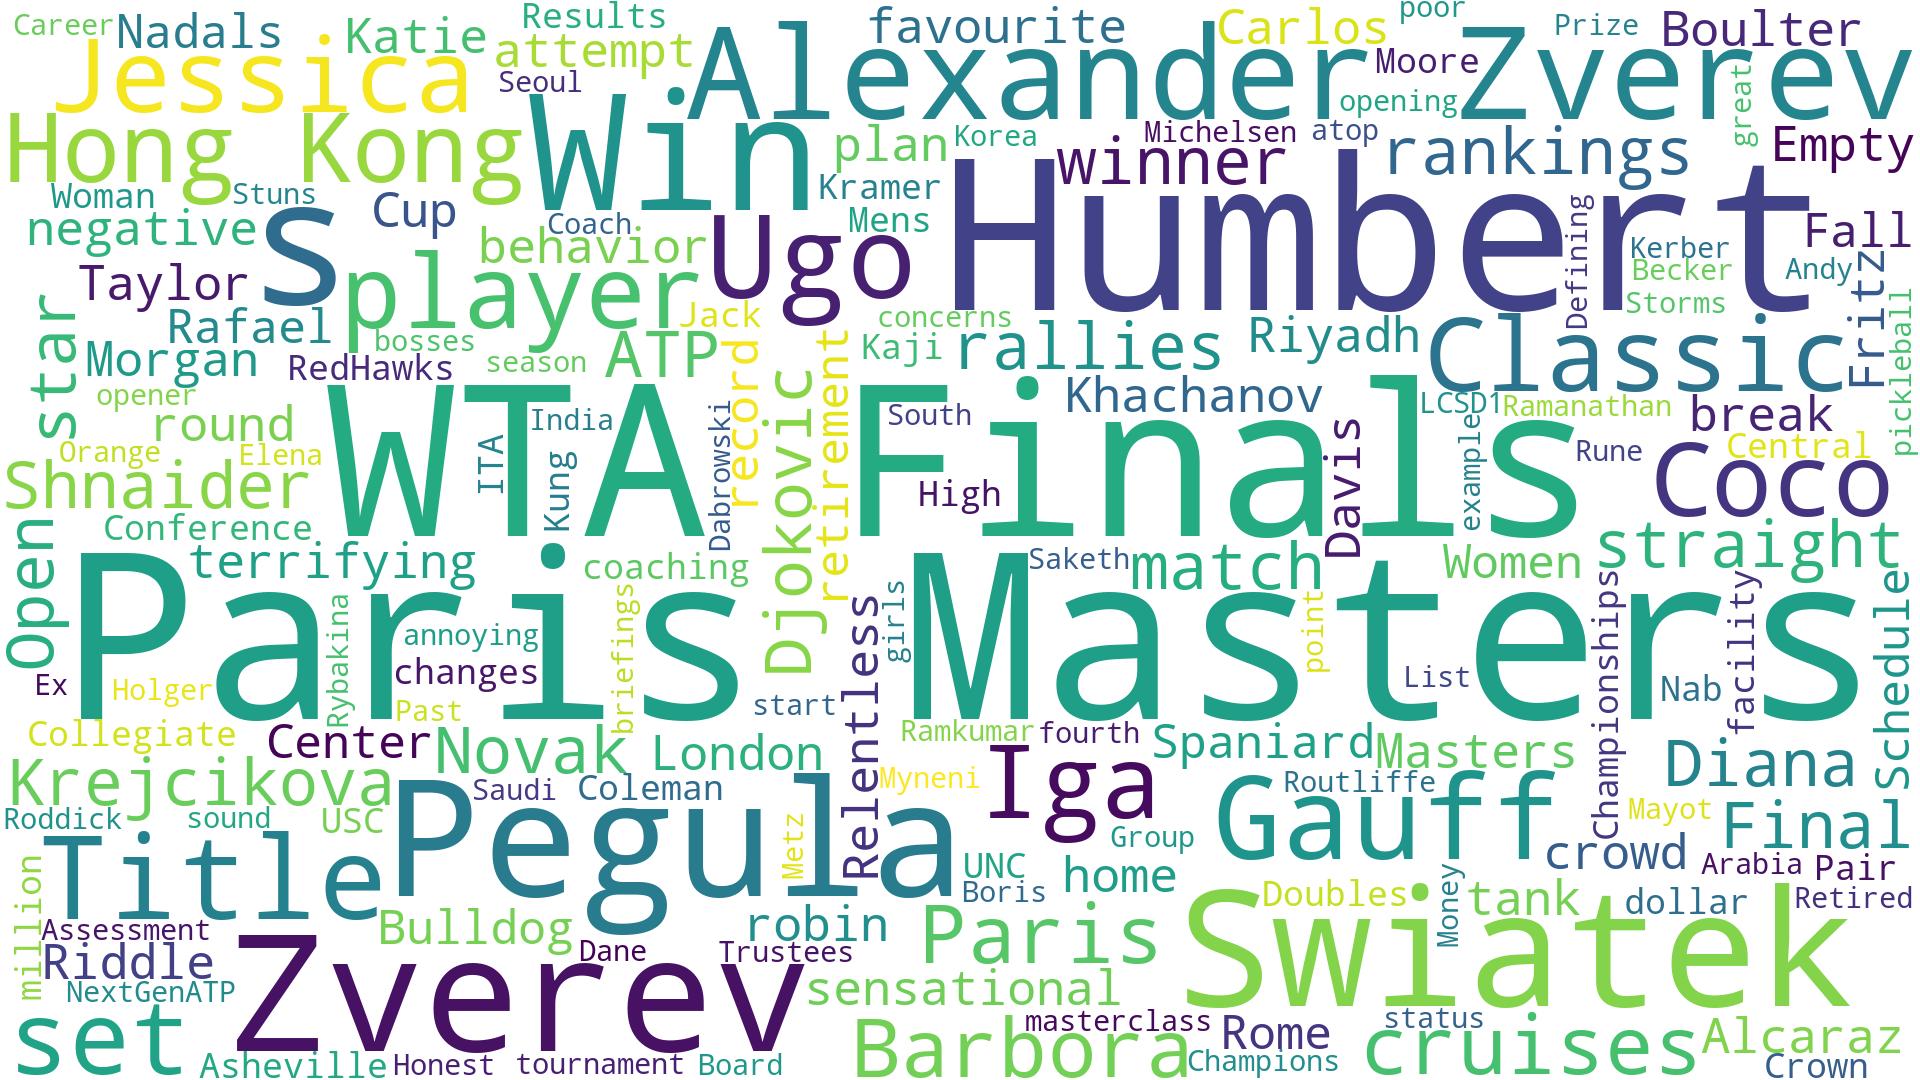 Career
Nadals
Katie
Results
attempt
favourite
Carlos
poor
Prize
Boulter
Jessica
Seoul
Alexander
Moore
Zverev
opening
great
Hong Kong
Win
plan
Korea
Michelsen
atop
winner
rankings
Empty
Woman
Stuns
Kramer
Humbert
negative
s
Cup
Coach
Mens
Ugo
behavior
Defining
Kerber
Fall
Taylor
player
Becker
Andy
Storms
Fritz
pickleball
star
Rafael
bosses
Jack
concerns
Kaji
rallies
Riyadh
Classic
Morgan
RedHawks
season
ATP
record
retirement
opener
round
WTA Finals
India
Djokovic
South
Khachanov
LCSD1
Ramanathan
break
Orange
Elena
ITA
Kung
Dabrowski
High
Davis
example
Rune
Central
Coco
Shnaider
Conference
Open
terrifying
coaching
Saketh
match
Women
straight
Paris Masters
Rybakina
annoying
briefings
girls
point
Championships
facility
Schedule
Ex
Holger
changes
Past
start
Relentless
List
Nab
Collegiate
Center
Novak
London
Ramkumar
fourth
Spaniard
Masters
Diana
Krejcikova
Saudi
Coleman
Myneni
Iga
Routliffe
Gauff
Mayot
Final
Roddick
sound
USC
Pegula
Metz
Group
Title
UNC
home
crowd
Arabia
Pair
million
Boris
Doubles
Money
tank
dollar
Retired
Assessment
Bulldog
robin
Paris
Swiatek
Riddle
Dane
Trustees
NextGenATP
Zverev
sensational
set
masterclass
Rome
status
Alcaraz
Asheville
Honest
tournament
Board
Barbora
Champions
cruises
Crown